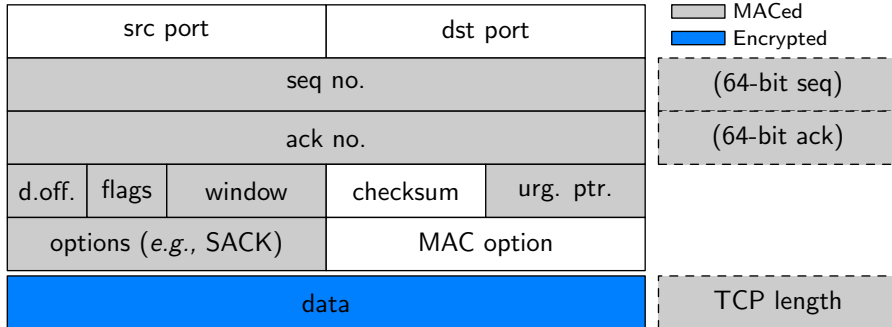 src port dst port MACed
Encrypted
seq no. (64-bit seq)
ack no. (64-bit ack)
d.off. flags window checksum urg. ptr.
options (e.g., SACK) MAC option
data TCP length